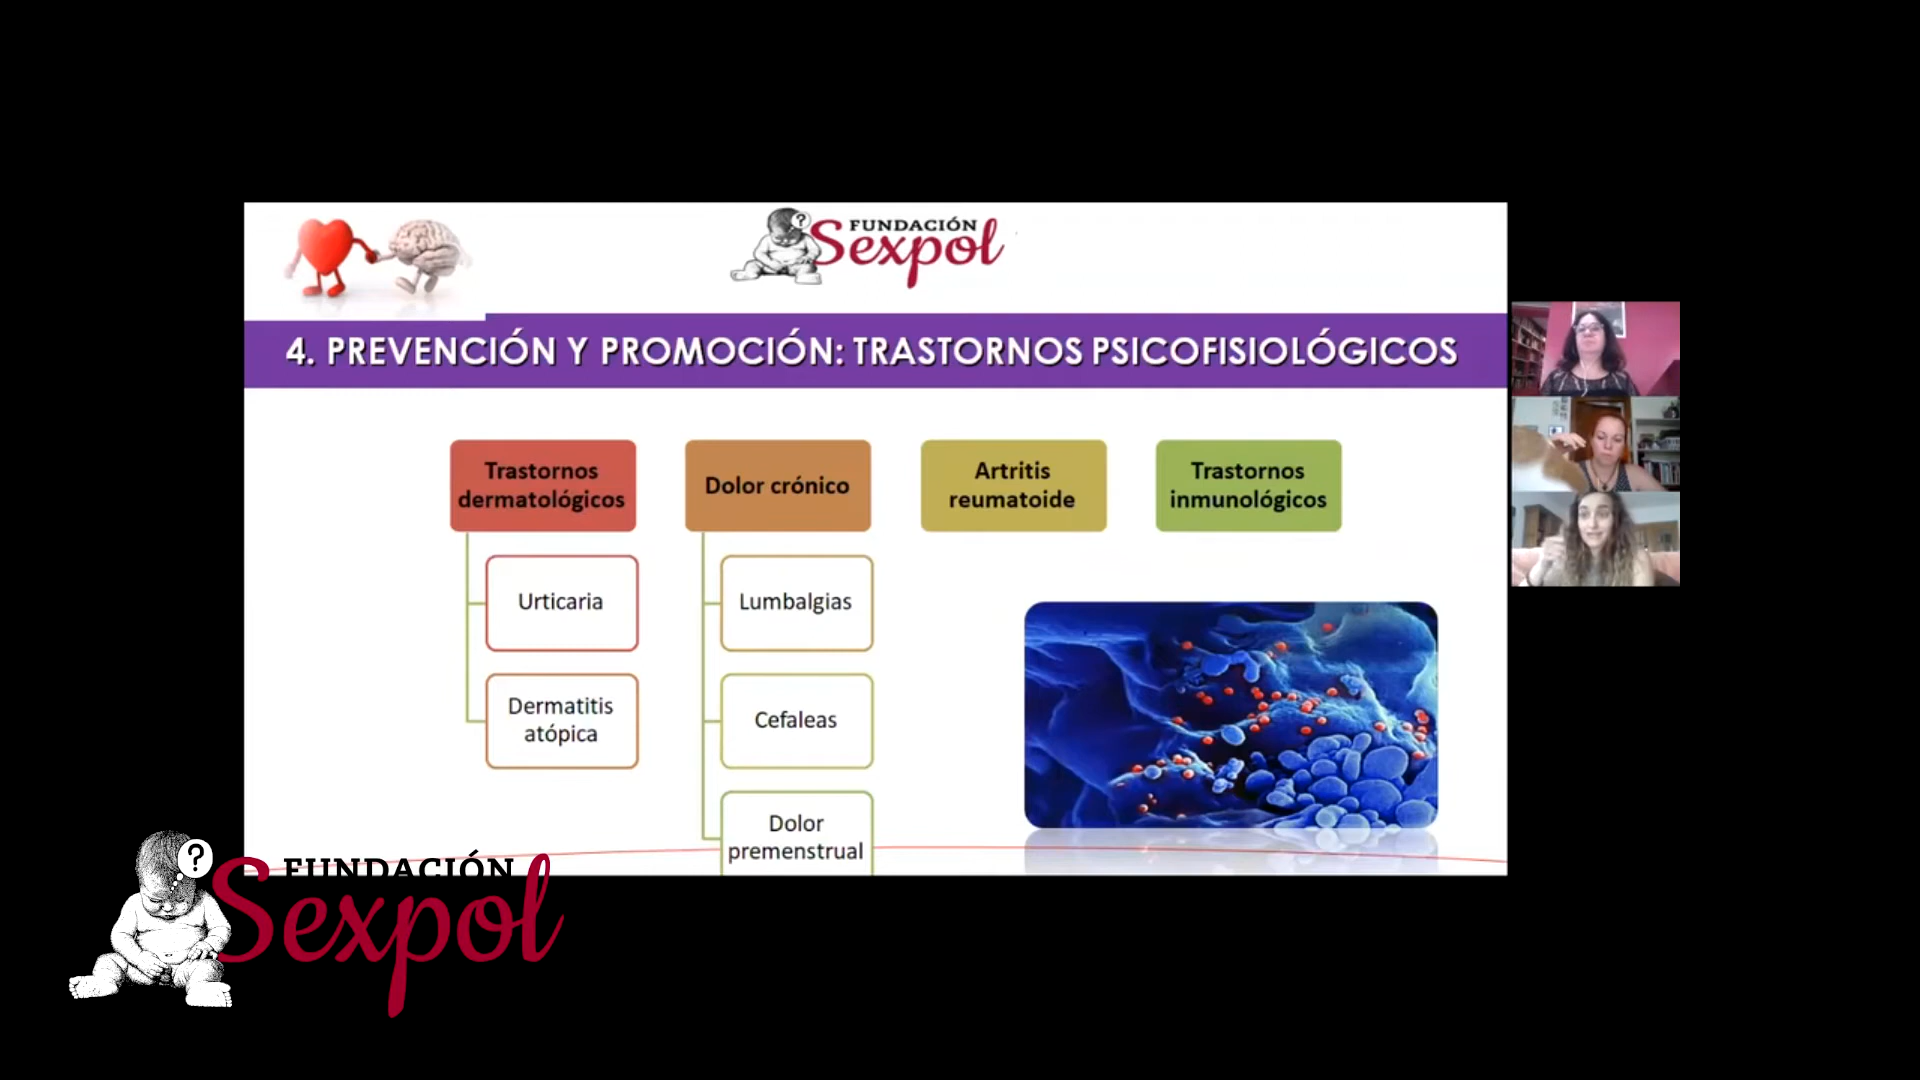 ?
FUNDACIÓN
Sexpol
4. PREVENCIÓN Y PROMOCIÓN: TRASTORNOS PSICOFISIOLÓGICOS
Trastornos
dermatológicos
Urticaria
Dermatitis
atópica
Dolor crónico
Lumbalgias
Cefaleas
Dolor
premenstrual
Artritis
reumatoide
Trastornos
inmunológicos
?
FUNDACIÓN
Sexpol